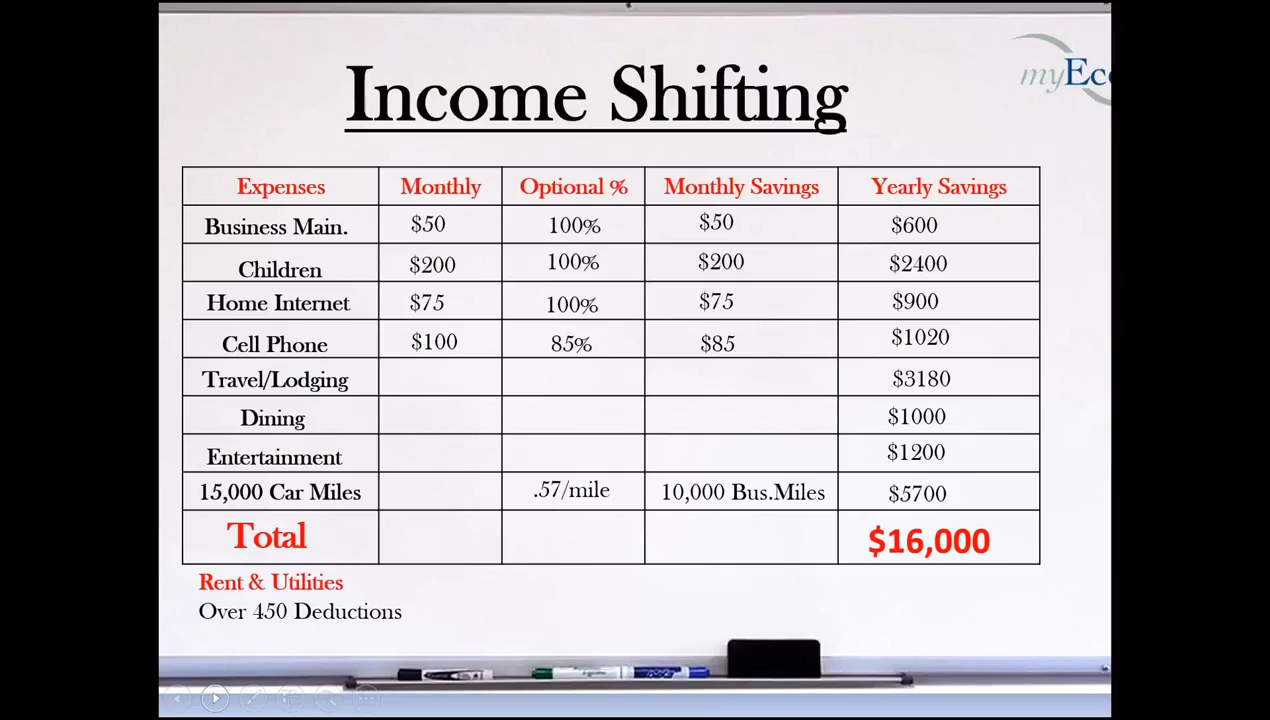 myEco
Income Shifting
Expenses Monthly Optional % Monthly Savings Yearly Savings
Business Main. $50 100% $50 $600
Children $200 100% $200 $2400
Home Internet $75 100% $75 $900
Cell Phone $100 85% $85 $1020
Travel/Lodging $3180
Dining $1000
Entertainment $1200
15,000 Car Miles .57/mile 10,000 Bus.Miles $5700
Total $16,000
Rent & Utilities
Over 450 Deductions